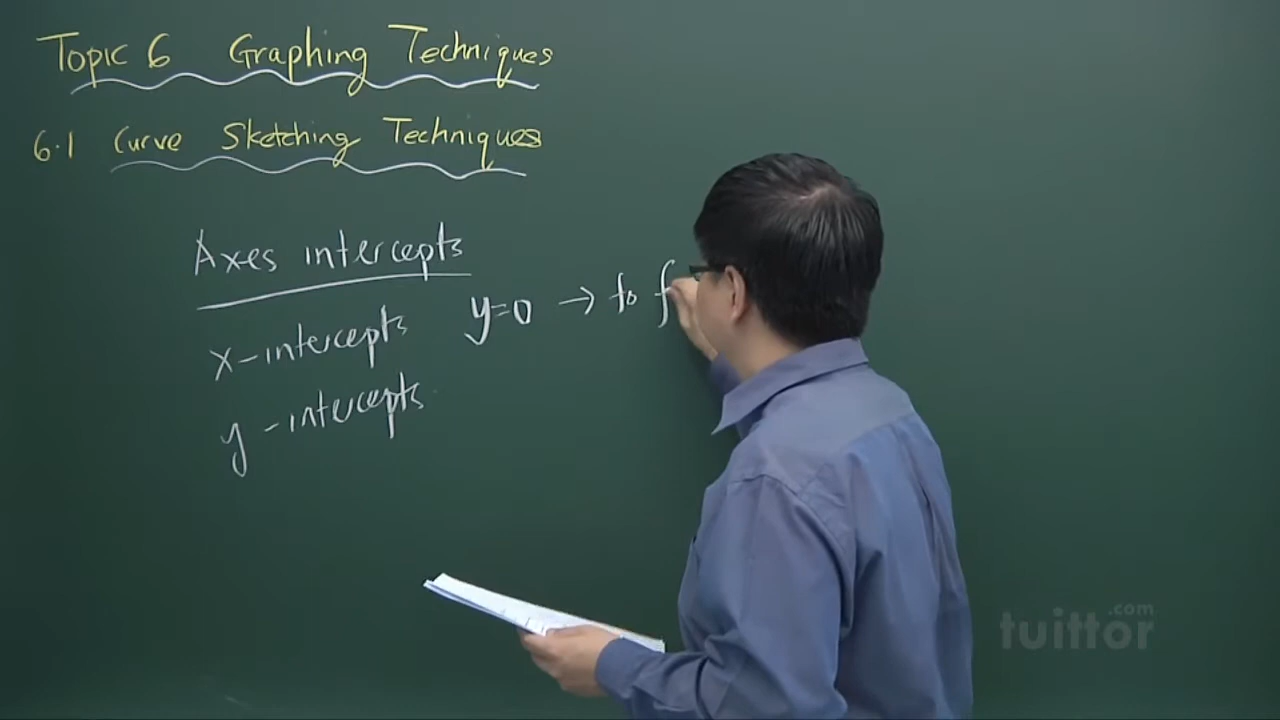 Topic 6 Graphing Techniques
6.1 Curve Sketching Techniques
Axes intercepts
x-intercepts y=0 → to f
y-intercepts
tuittor.com